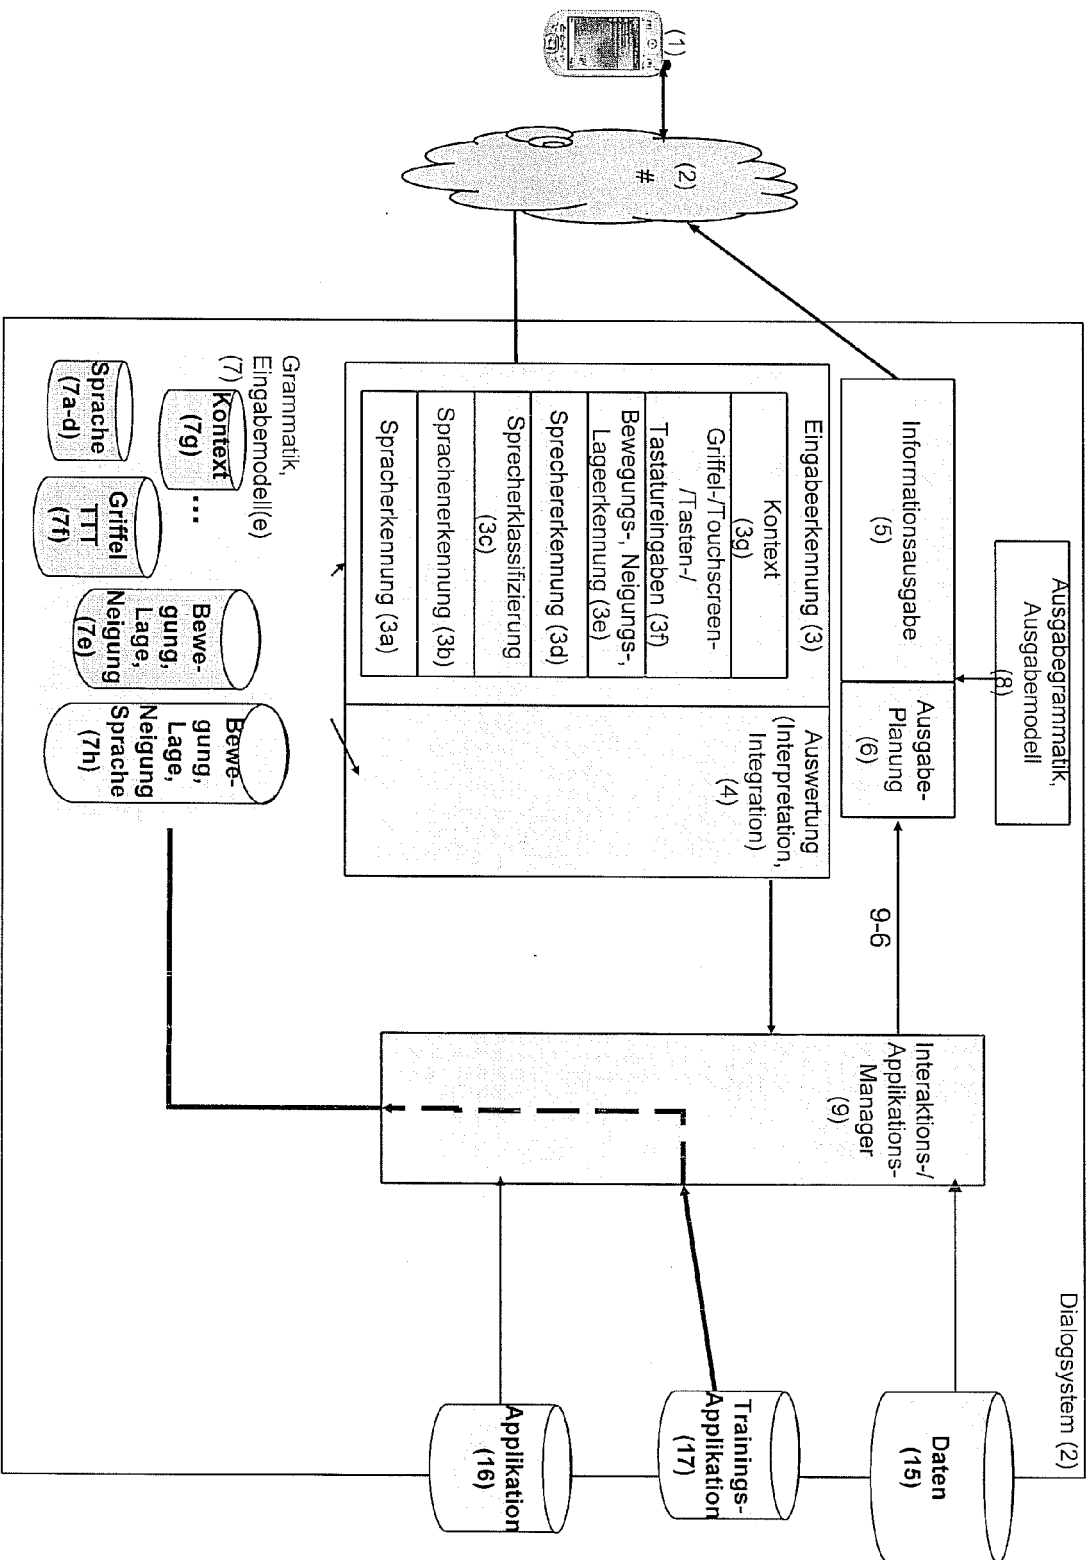 Dialogsystem (2)
Ausgabegrammatik,
Ausgabemodell
(8)
Informationsausgabe
(5)
Ausgabe-
Planung
(6)
9-6
(1)
(2)
#
Eingabeerkennung (3)
Kontext
(3g)
Griffel-/Touchscreen-
/Tasten-/
Tastatureingaben (3f)
Bewegungs-, Neigungs-,
Lageerkennung (3e)
Sprechererkennung (3d)
Sprecherklassifizierung
(3c)
Sprachenerkennung (3b)
Spracherkennung (3a)
Auswertung
(Interpretation,
Integration)
(4)
Interaktions-/
Applikations-
Manager
(9)
Daten
(15)
Trainings-
Applikation
(17)
Applikation
(16)
Grammatik,
Eingabemodell(e)
(7)
Kontext
(7g)
...
Sprache
(7a-d)
Griffel
TTT
(7f)
Bewe-
gung,
Lage,
Neigung
(7e)
Bewe-
gung,
Lage,
Neigung
Sprache
(7h)